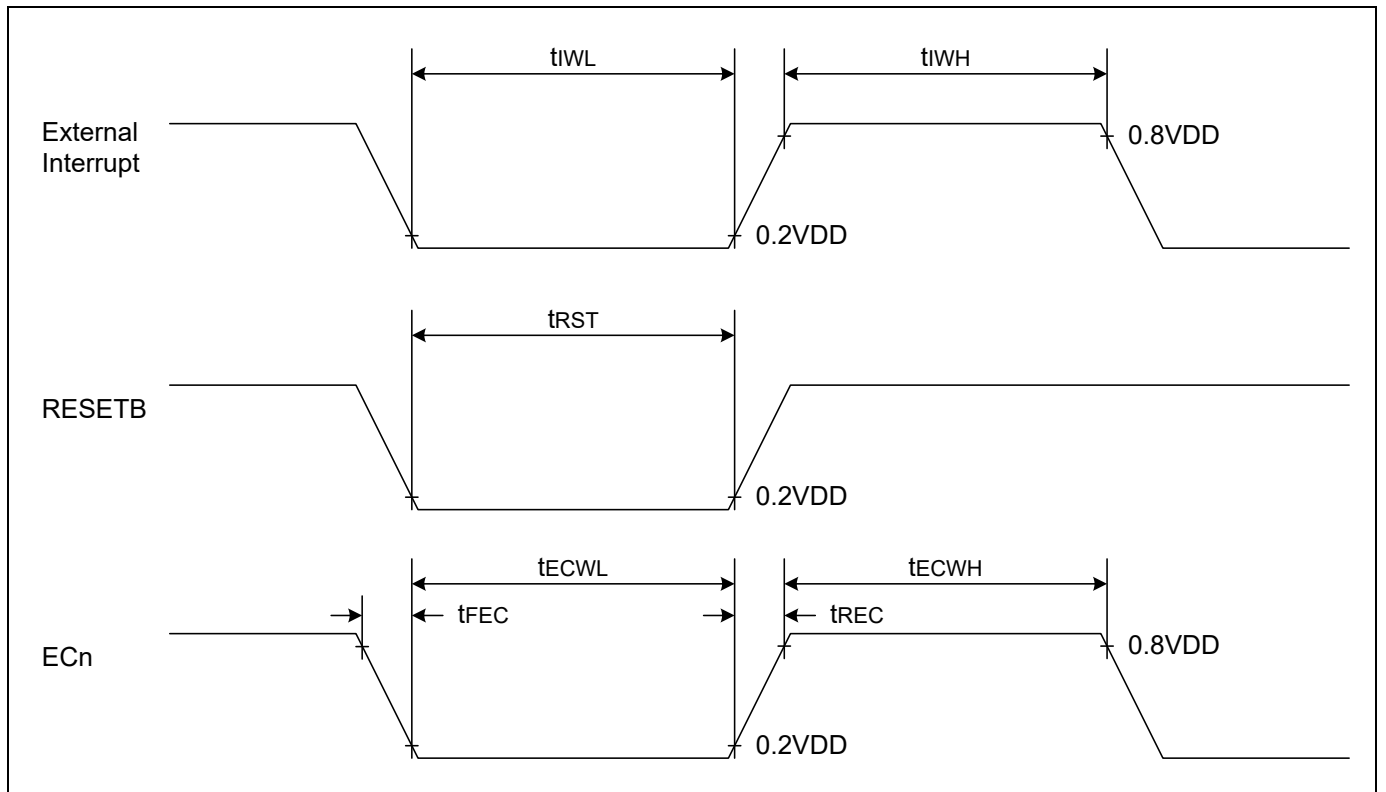 tIWL
tIWH
External
Interrupt
0.8VDD
0.2VDD
tRST
RESETB
0.2VDD
tECWL
tECWH
tFEC
tREC
ECn
0.8VDD
0.2VDD